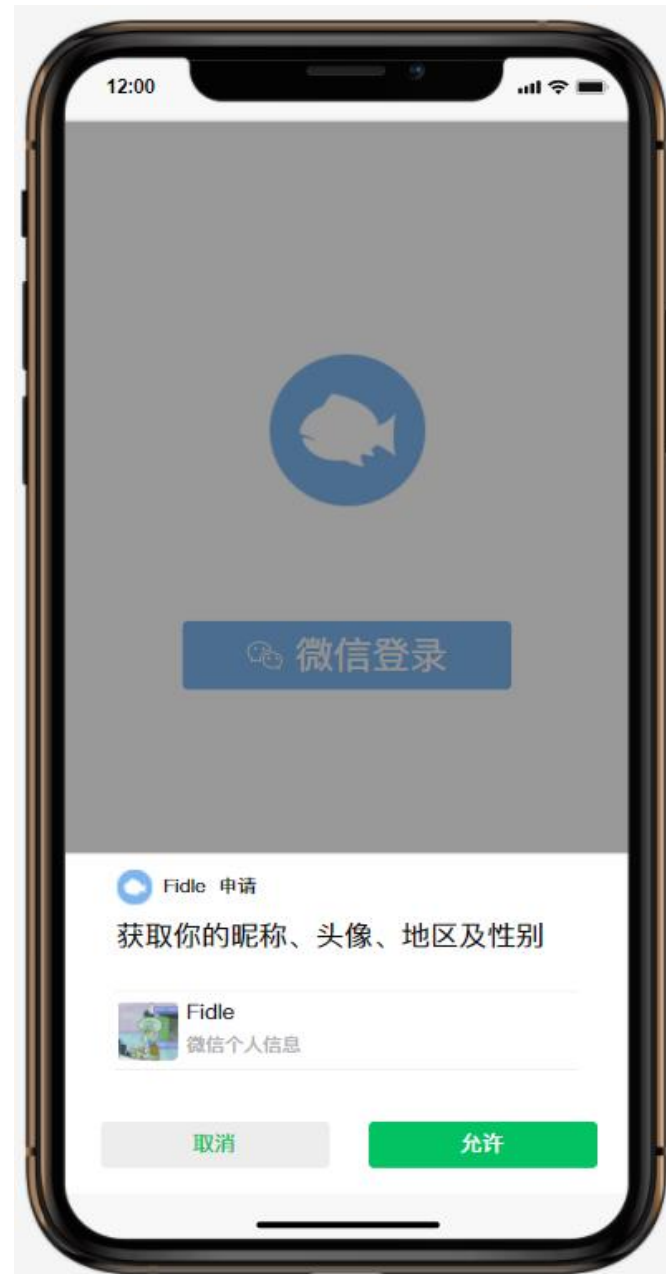 12:00
微信登录
Fidle 申请
获取你的昵称、头像、地区及性别
Fidle
微信个人信息
取消
允许